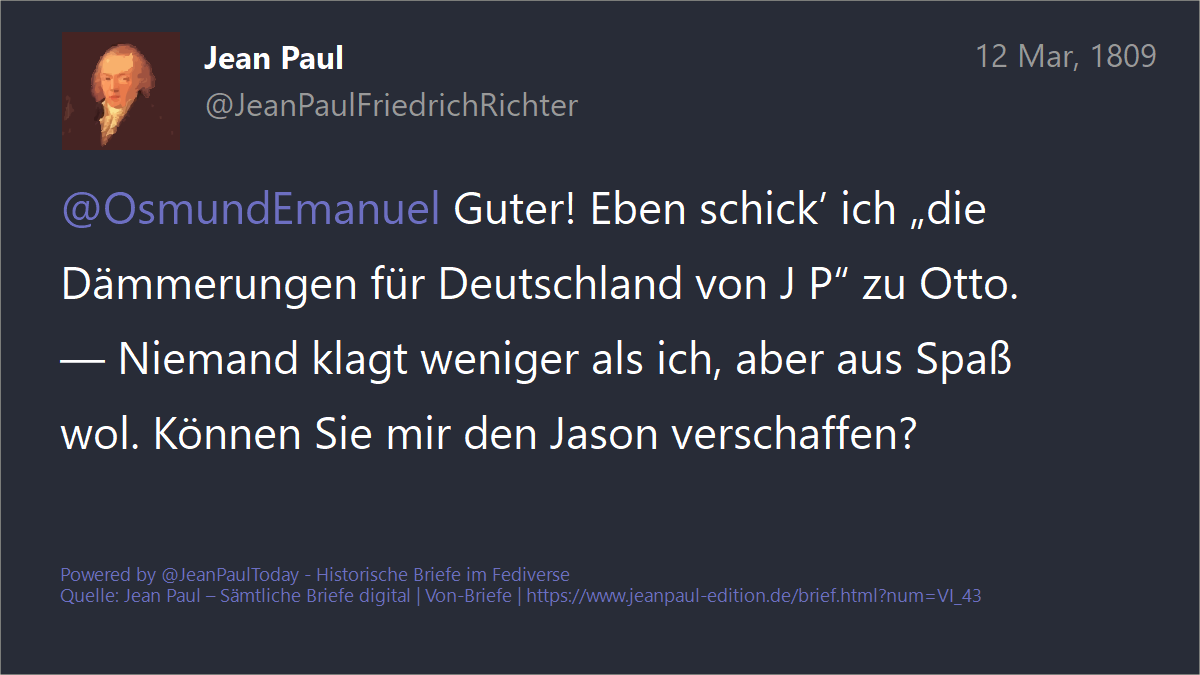 Jean Paul
12 Mar, 1809
@JeanPaulFriedrichRichter
@OsmundEmanuel Guter! Eben schick’ ich „die
Dämmerungen für Deutschland von J P“ zu Otto.
— Niemand klagt weniger als ich, aber aus Spaß
wol. Können Sie mir den Jason verschaffen?
Powered by @JeanPaulToday - Historische Briefe im Fediverse
Quelle: Jean Paul – Sämtliche Briefe digital | Von-Briefe | https://www.jeanpaul-edition.de/brief.html?num=VI_43